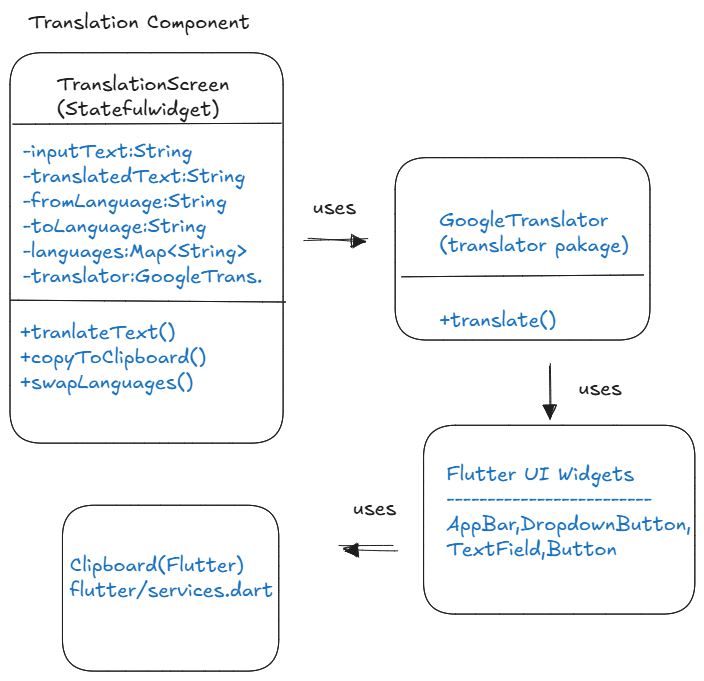 Translation Component
TranslationScreen
(Statefulwidget)
-inputText:String
-translatedText:String
-fromLanguage:String
-toLanguage:String
-languages:Map<String>
-translator:GoogleTrans.
+tranlateText()
+copyToClipboard()
+swapLanguages()
uses
GoogleTranslator
(translator pakage)
+translate()
uses
Flutter UI Widgets
-------------------------
AppBar,DropdownButton,
TextField,Button
uses
Clipboard(Flutter)
flutter/services.dart